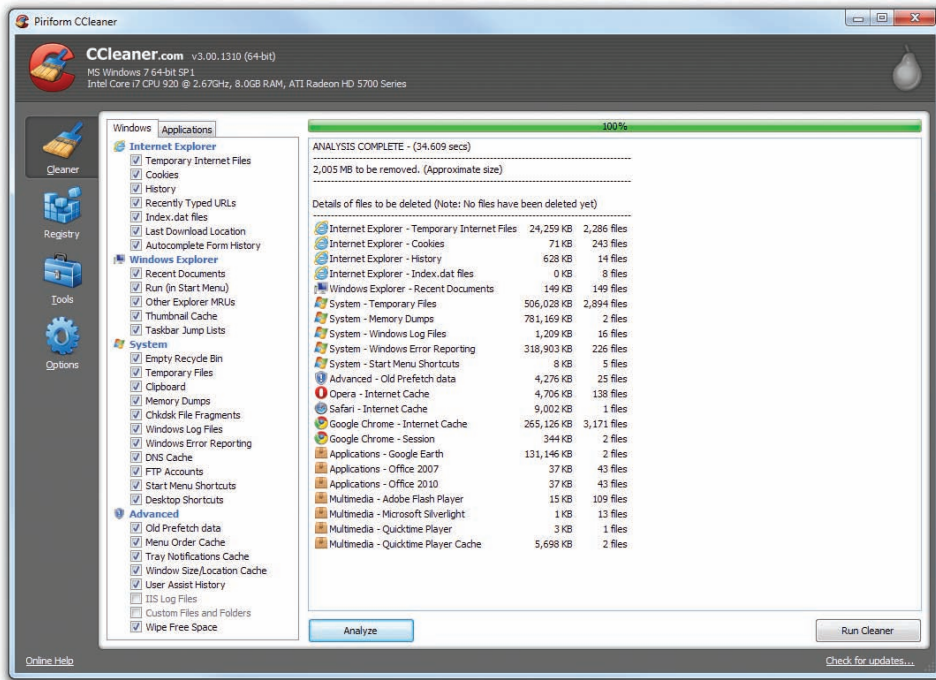 Piriform CCleaner
CCleaner.com v3.00.1310 (64-bit)
MS Windows 7 64-bit SP1
Intel Core i7 CPU 920 @ 2.67GHz, 8.0GB RAM, ATI Radeon HD 5700 Series
Cleaner
Registry
Tools
Options
Windows Applications
Internet Explorer
Temporary Internet Files
Cookies
History
Recently Typed URLs
Index.dat files
Last Download Location
Autocomplete Form History
Windows Explorer
Recent Documents
Run (in Start Menu)
Other Explorer MRUs
Thumbnail Cache
Taskbar Jump Lists
System
Empty Recycle Bin
Temporary Files
Clipboard
Memory Dumps
Chkdsk File Fragments
Windows Log Files
Windows Error Reporting
DNS Cache
FTP Accounts
Start Menu Shortcuts
Desktop Shortcuts
Advanced
Old Prefetch data
Menu Order Cache
Tray Notifications Cache
Window Size/Location Cache
User Assist History
IIS Log Files
Custom Files and Folders
Wipe Free Space
100%
ANALYSIS COMPLETE - (34.609 secs)
2,005 MB to be removed. (Approximate size)
Details of files to be deleted (Note: No files have been deleted yet)
Internet Explorer - Temporary Internet Files 24,259 KB 2,286 files
Internet Explorer - Cookies 71 KB 243 files
Internet Explorer - History 628 KB 14 files
Internet Explorer - Index.dat files 0 KB 8 files
Windows Explorer - Recent Documents 149 KB 149 files
System - Temporary Files 506,028 KB 2,894 files
System - Memory Dumps 781,169 KB 2 files
System - Windows Log Files 1,209 KB 16 files
System - Windows Error Reporting 318,903 KB 226 files
System - Start Menu Shortcuts 8 KB 5 files
Advanced - Old Prefetch data 4,276 KB 25 files
Opera - Internet Cache 4,706 KB 138 files
Safari - Internet Cache 9,002 KB 1 files
Google Chrome - Internet Cache 265,126 KB 3,171 files
Google Chrome - Session 344 KB 2 files
Applications - Google Earth 131,146 KB 2 files
Applications - Office 2007 37 KB 43 files
Applications - Office 2010 37 KB 43 files
Multimedia - Adobe Flash Player 15 KB 109 files
Multimedia - Microsoft Silverlight 1 KB 13 files
Multimedia - Quicktime Player 3 KB 1 files
Multimedia - Quicktime Player Cache 5,698 KB 2 files
Analyze
Run Cleaner
Online Help
Check for updates...